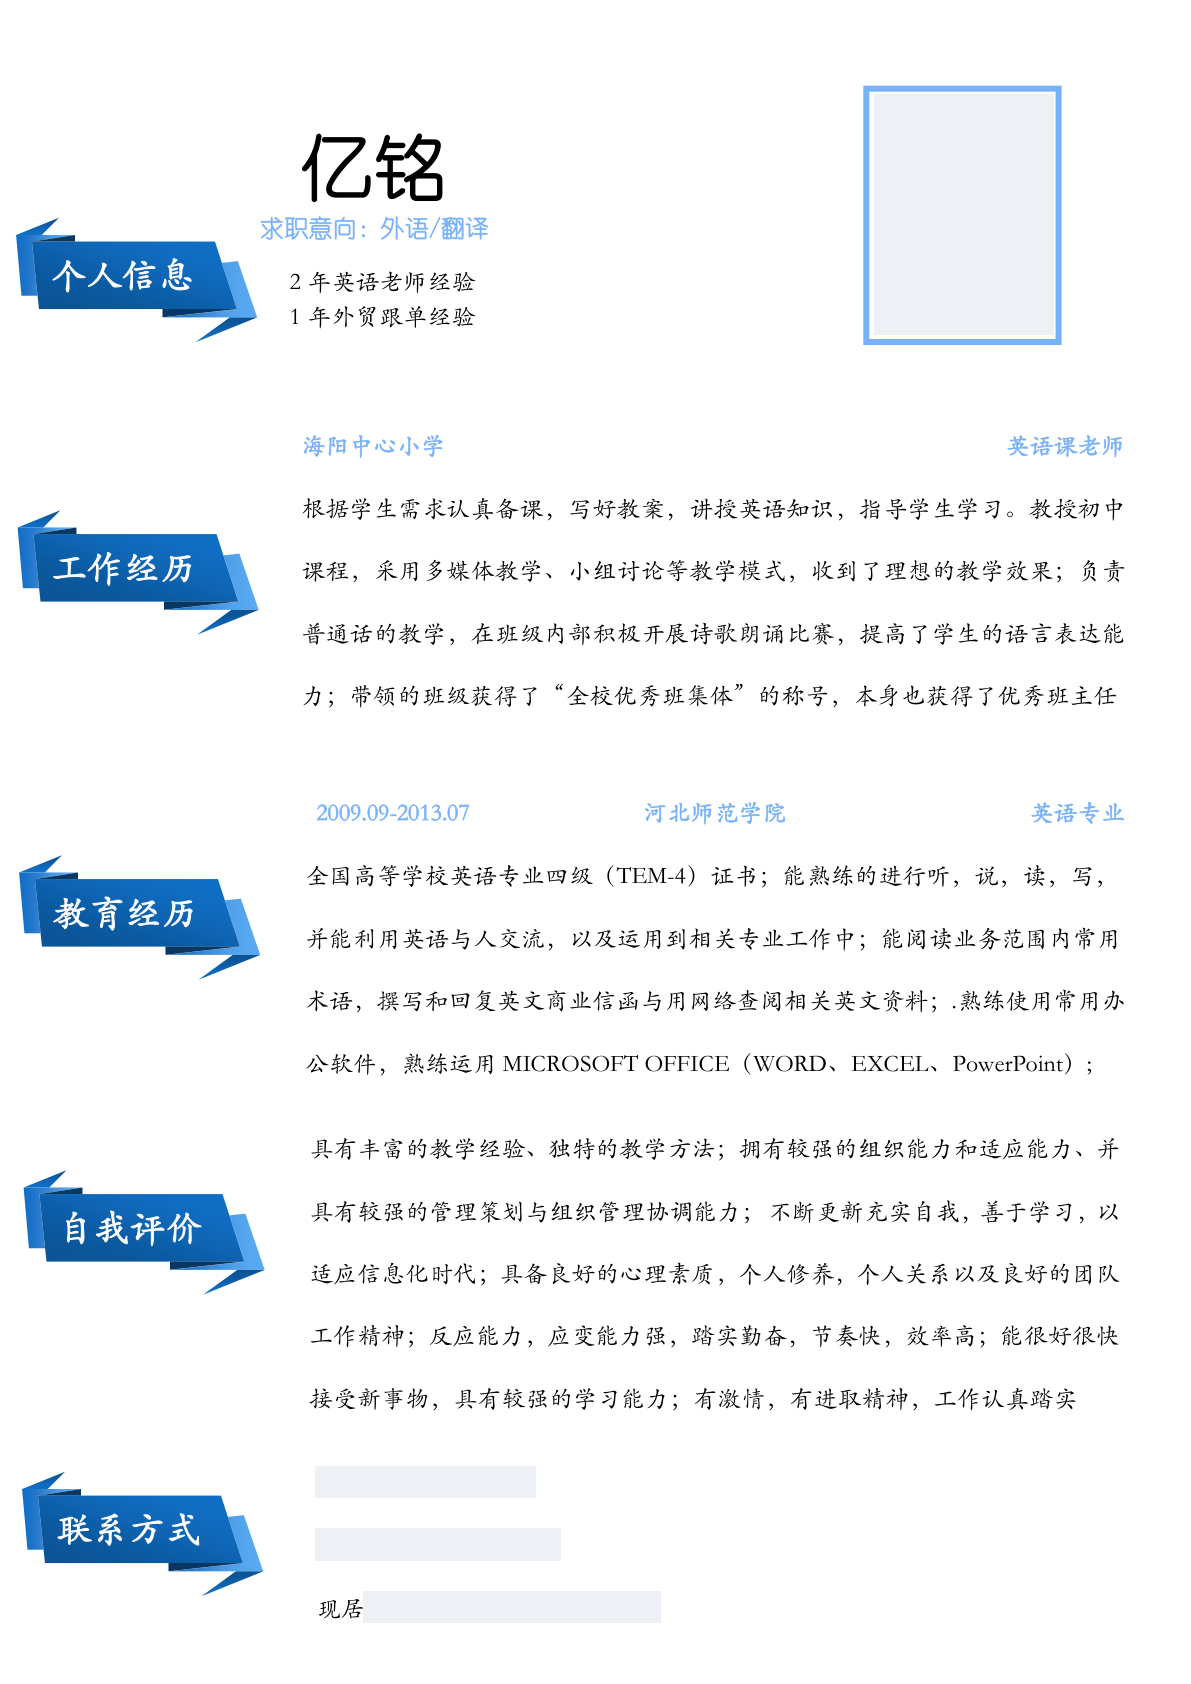 亿铭
求职意向：外语/翻译
个人信息
2 年英语老师经验
1 年外贸跟单经验
海阳中心小学 英语课老师
工作经历
根据学生需求认真备课，写好教案，讲授英语知识，指导学生学习。教授初中
课程，采用多媒体教学、小组讨论等教学模式，收到了理想的教学效果；负责
普通话的教学，在班级内部积极开展诗歌朗诵比赛，提高了学生的语言表达能
力；带领的班级获得了“全校优秀班集体”的称号，本身也获得了优秀班主任
2009.09-2013.07 河北师范学院 英语专业
教育经历
全国高等学校英语专业四级（TEM-4）证书；能熟练的进行听，说，读，写，
并能利用英语与人交流，以及运用到相关专业工作中；能阅读业务范围内常用
术语，撰写和回复英文商业信函与用网络查阅相关英文资料；.熟练使用常用办
公软件，熟练运用 MICROSOFT OFFICE（WORD、EXCEL、PowerPoint）；
自我评价
具有丰富的教学经验、独特的教学方法；拥有较强的组织能力和适应能力、并
具有较强的管理策划与组织管理协调能力； 不断更新充实自我，善于学习，以
适应信息化时代；具备良好的心理素质，个人修养，个人关系以及良好的团队
工作精神；反应能力，应变能力强，踏实勤奋，节奏快，效率高；能很好很快
接受新事物，具有较强的学习能力；有激情，有进取精神，工作认真踏实
联系方式
现居